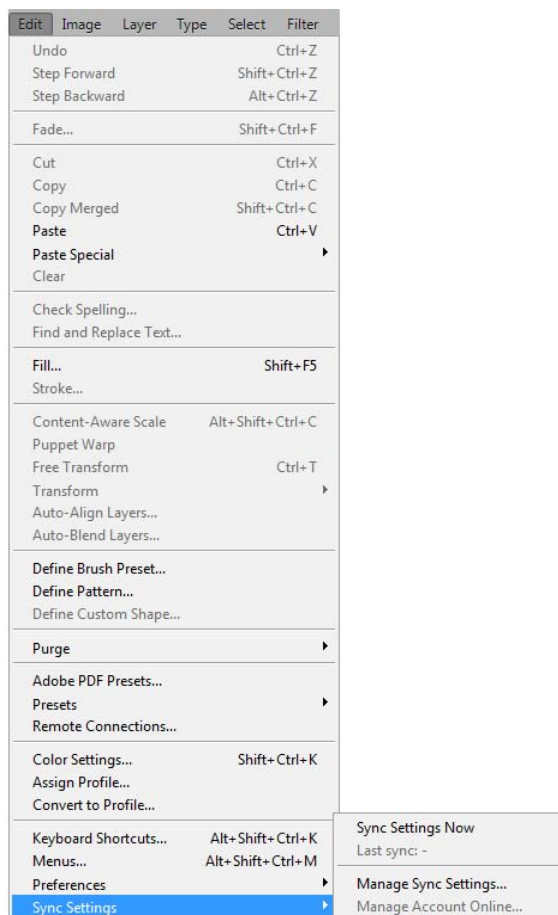 Edit Image Layer Type Select Filter
Undo Ctrl+Z
Step Forward Shift+Ctrl+Z
Step Backward Alt+Ctrl+Z
Fade... Shift+Ctrl+F
Cut Ctrl+X
Copy Ctrl+C
Copy Merged Shift+Ctrl+C
Paste Ctrl+V
Paste Special
Clear
Check Spelling...
Find and Replace Text...
Fill... Shift+F5
Stroke...
Content-Aware Scale Alt+Shift+Ctrl+C
Puppet Warp
Free Transform Ctrl+T
Transform
Auto-Align Layers...
Auto-Blend Layers...
Define Brush Preset...
Define Pattern...
Define Custom Shape...
Purge
Adobe PDF Presets...
Presets
Remote Connections...
Color Settings... Shift+Ctrl+K
Assign Profile...
Convert to Profile...
Keyboard Shortcuts... Alt+Shift+Ctrl+K
Menus... Alt+Shift+Ctrl+M
Preferences
Sync Settings
Sync Settings Now
Last sync: -
Manage Sync Settings...
Manage Account Online...